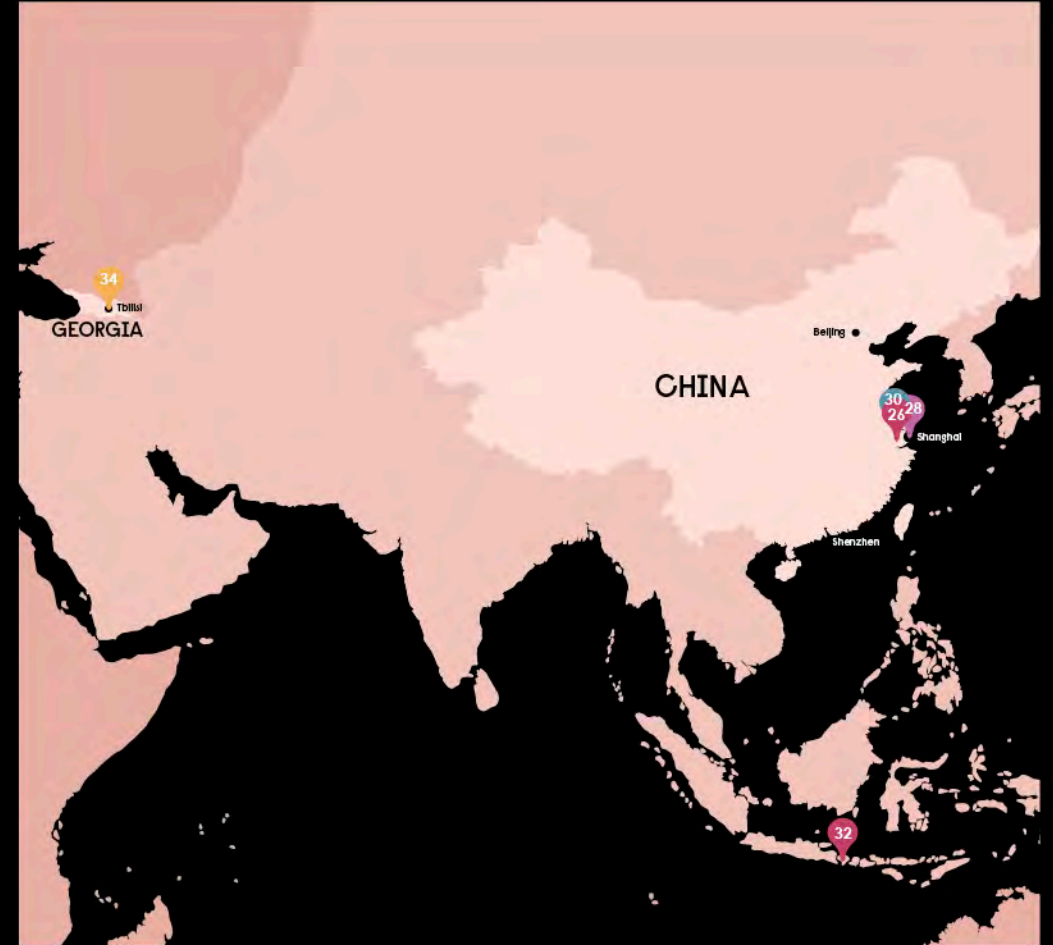 34
Tbilisi
GEORGIA
Beijing
CHINA
30
28
26
Shanghai
Shenzhen
32